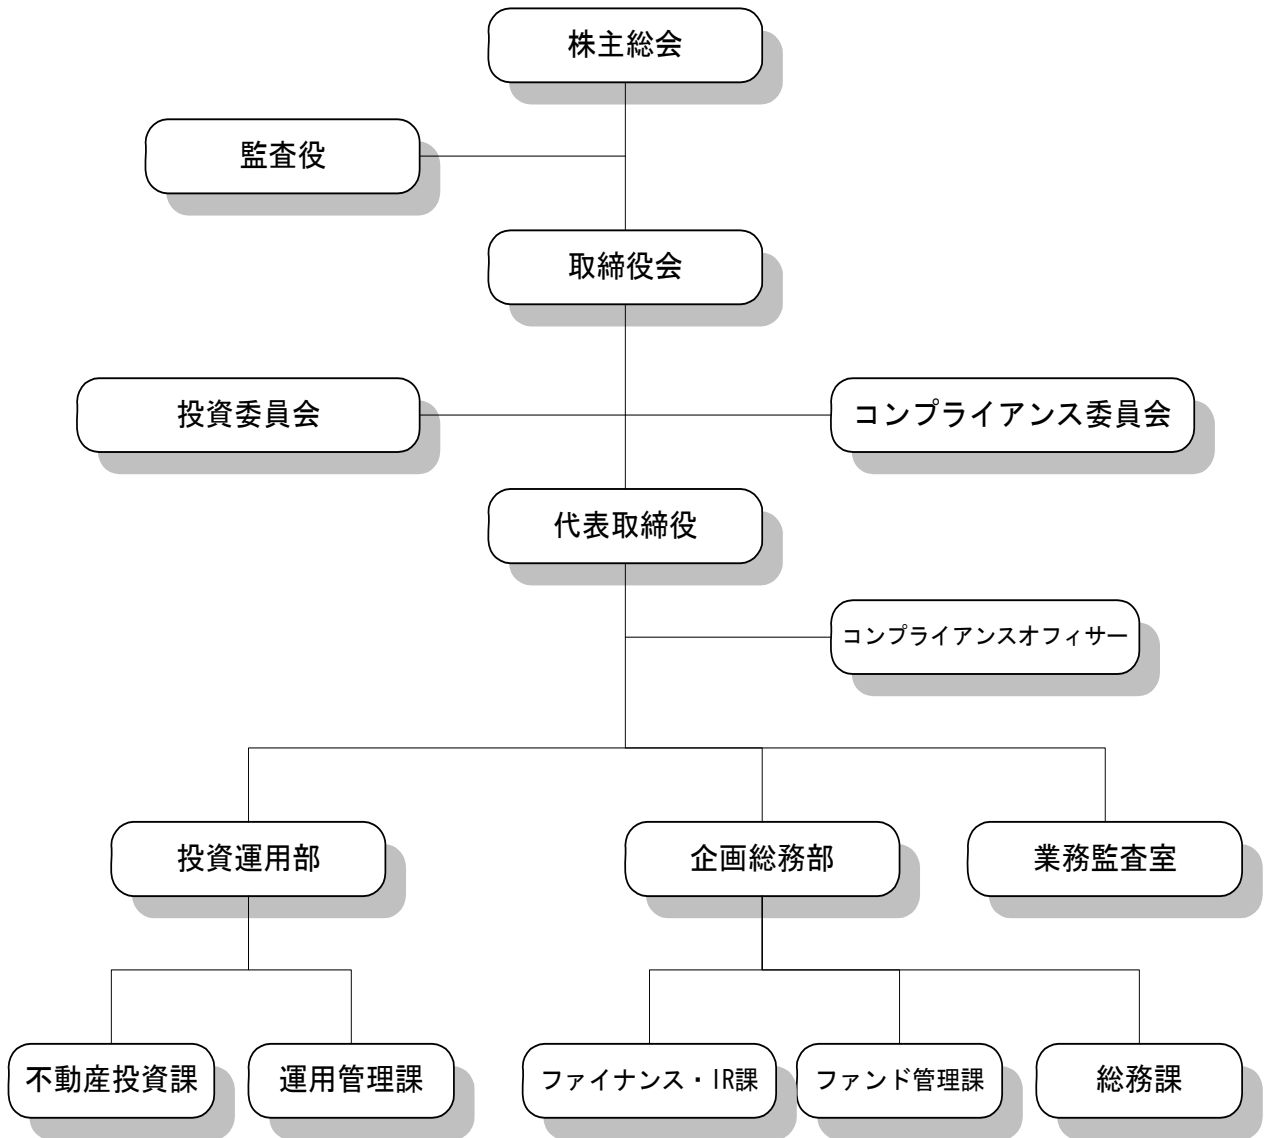 株主総会
監査役
取締役会
投資委員会
コンプライアンス委員会
代表取締役
コンプライアンスオフィサー
投資運用部
企画総務部
業務監査室
不動産投資課
運用管理課
ファイナンス・IR課
ファンド管理課
総務課